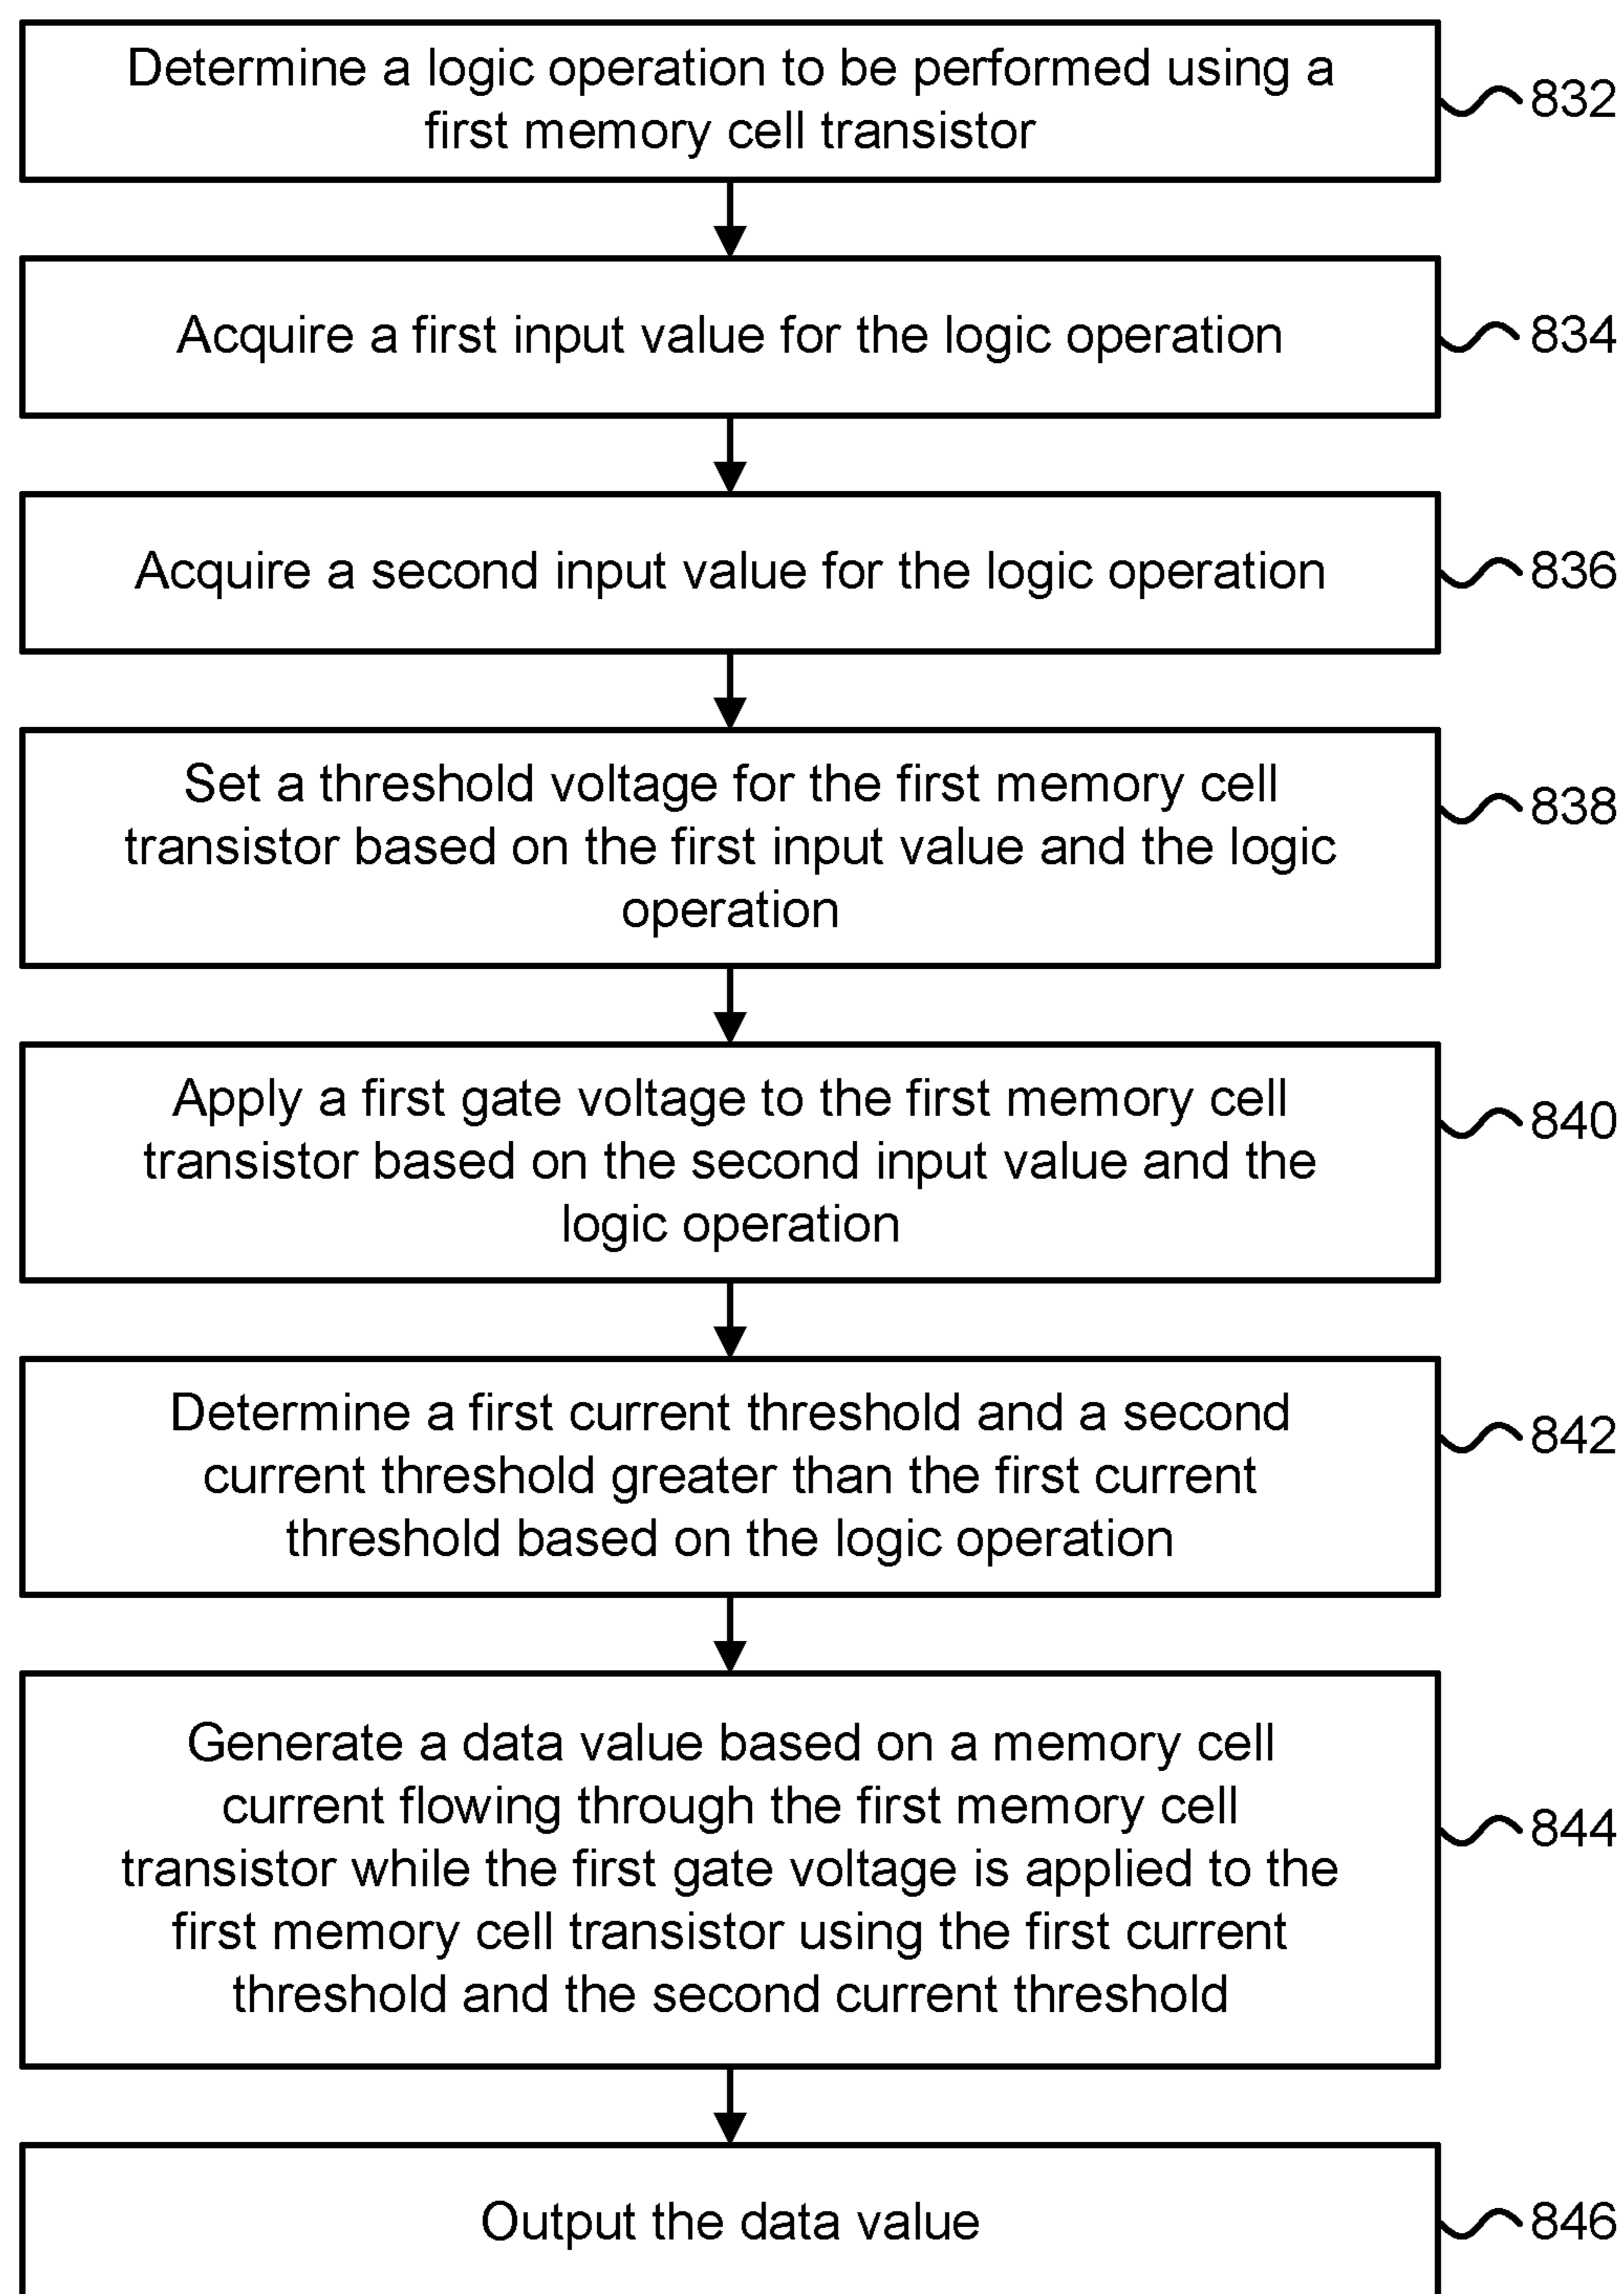 Determine a logic operation to be performed using a
first memory cell transistor
832
Acquire a first input value for the logic operation
834
Acquire a second input value for the logic operation
836
Set a threshold voltage for the first memory cell
transistor based on the first input value and the logic
operation
838
Apply a first gate voltage to the first memory cell
transistor based on the second input value and the
logic operation
840
Determine a first current threshold and a second
current threshold greater than the first current
threshold based on the logic operation
842
Generate a data value based on a memory cell
current flowing through the first memory cell
transistor while the first gate voltage is applied to the
first memory cell transistor using the first current
threshold and the second current threshold
844
Output the data value
846